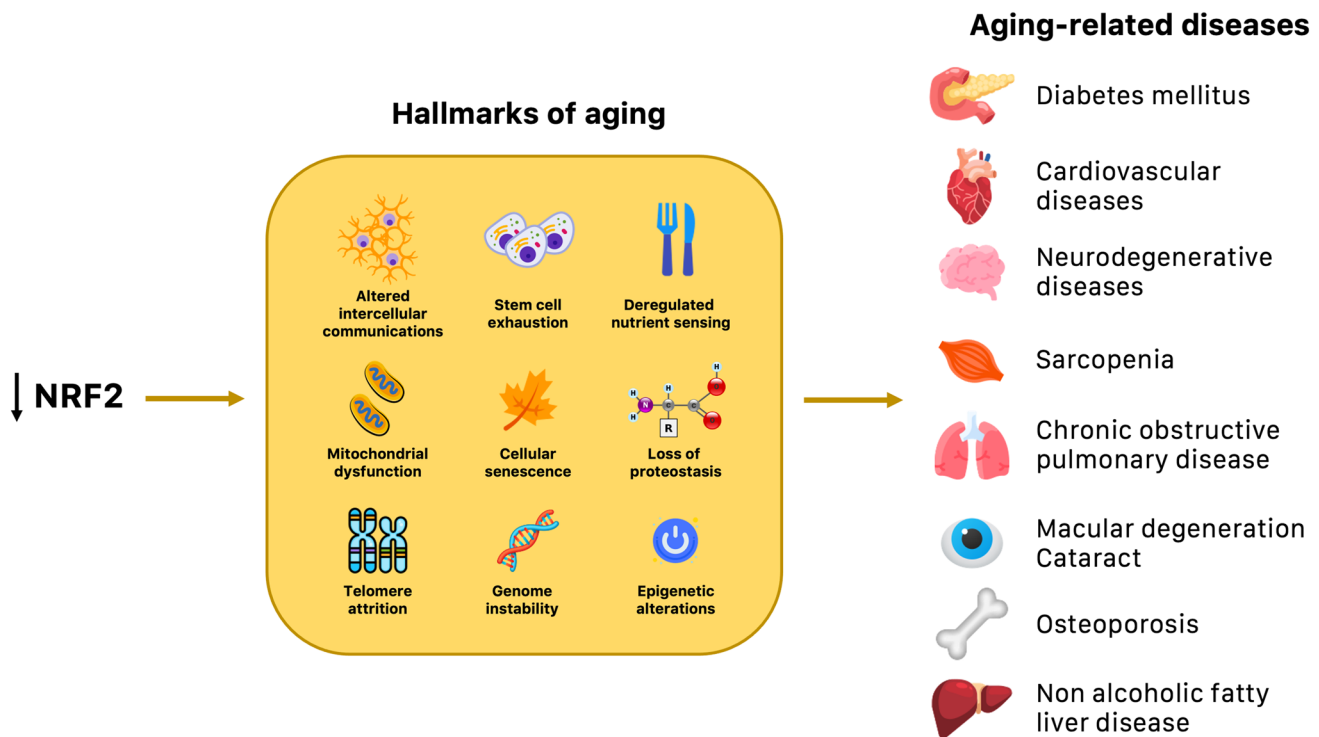 Aging-related diseases
Hallmarks of aging
↓ NRF2
Altered
intercellular
communications
Stem cell
exhaustion
Deregulated
nutrient sensing
Mitochondrial
dysfunction
Cellular
senescence
H
H
N
H
C
R
C
O
H
O
Loss of
proteostasis
Telomere
attrition
Genome
instability
Epigenetic
alterations
Diabetes mellitus
Cardiovascular
diseases
Neurodegenerative
diseases
Sarcopenia
Chronic obstructive
pulmonary disease
Macular degeneration
Cataract
Osteoporosis
Non alcoholic fatty
liver disease